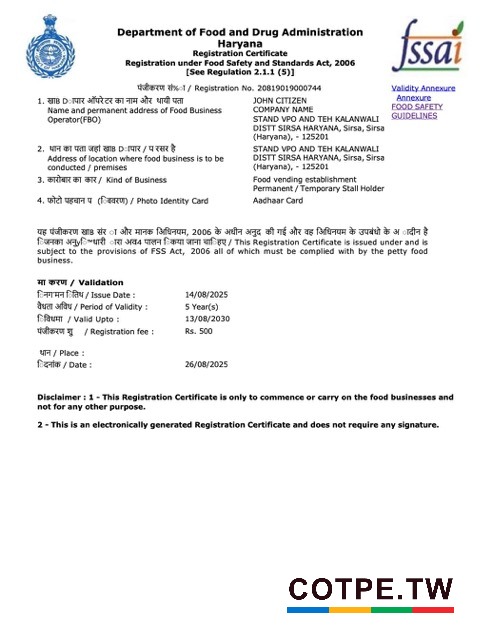 Department of Food and Drug Administration
Haryana
Registration Certificate
Registration under Food Safety and Standards Act, 2006
[See Regulation 2.1.1 (5)]
fssai
पंजीकरण सं / Registration No. 20819019000744
Validity Annexure
Annexure
FOOD SAFETY
GUIDELINES
1. खाB Dापार ऑपरेटर का नाम और थायी पता
Name and permanent address of Food Business
Operator(FBO)
JOHN CITIZEN
COMPANY NAME
STAND VPO AND TEH KALANWALI
DISTT SIRSA HARYANA, Sirsa, Sirsa
(Haryana), - 125201
2. थान का पता जहां खाB Dापार / प रसर है
Address of location where food business is to be
conducted / premises
STAND VPO AND TEH KALANWALI
DISTT SIRSA HARYANA, Sirsa, Sirsa
(Haryana), - 125201
3. कारोबार का कार / Kind of Business
Food vending establishment
Permanent / Temporary Stall Holder
4. फोटो पहचान प (िववरण) / Photo Identity Card
Aadhaar Card
यह पंजीकरण खाB संर ा और मानक अिधिनयम, 2006 के अधीन अनुद की गई और वह अिधिनयम के उपबंधो के अ ादीन है
पालन िकया जाना चािहए / This Registration Certificate is issued under and is
subject to the provisions of FSS Act, 2006 all of which must be complied with by the petty food
business.
मा करण / Validation
/ Issue Date : 14/08/2025
वैधता अविध / Period of Validity : 5 Year(s)
/ Valid Upto : 13/08/2030
पंजीकरण शु / Registration fee : Rs. 500
थान / Place :
िदनांक / Date : 26/08/2025
Disclaimer : 1 - This Registration Certificate is only to commence or carry on the food businesses and
not for any other purpose.
2 - This is an electronically generated Registration Certificate and does not require any signature.
COTPE.TW